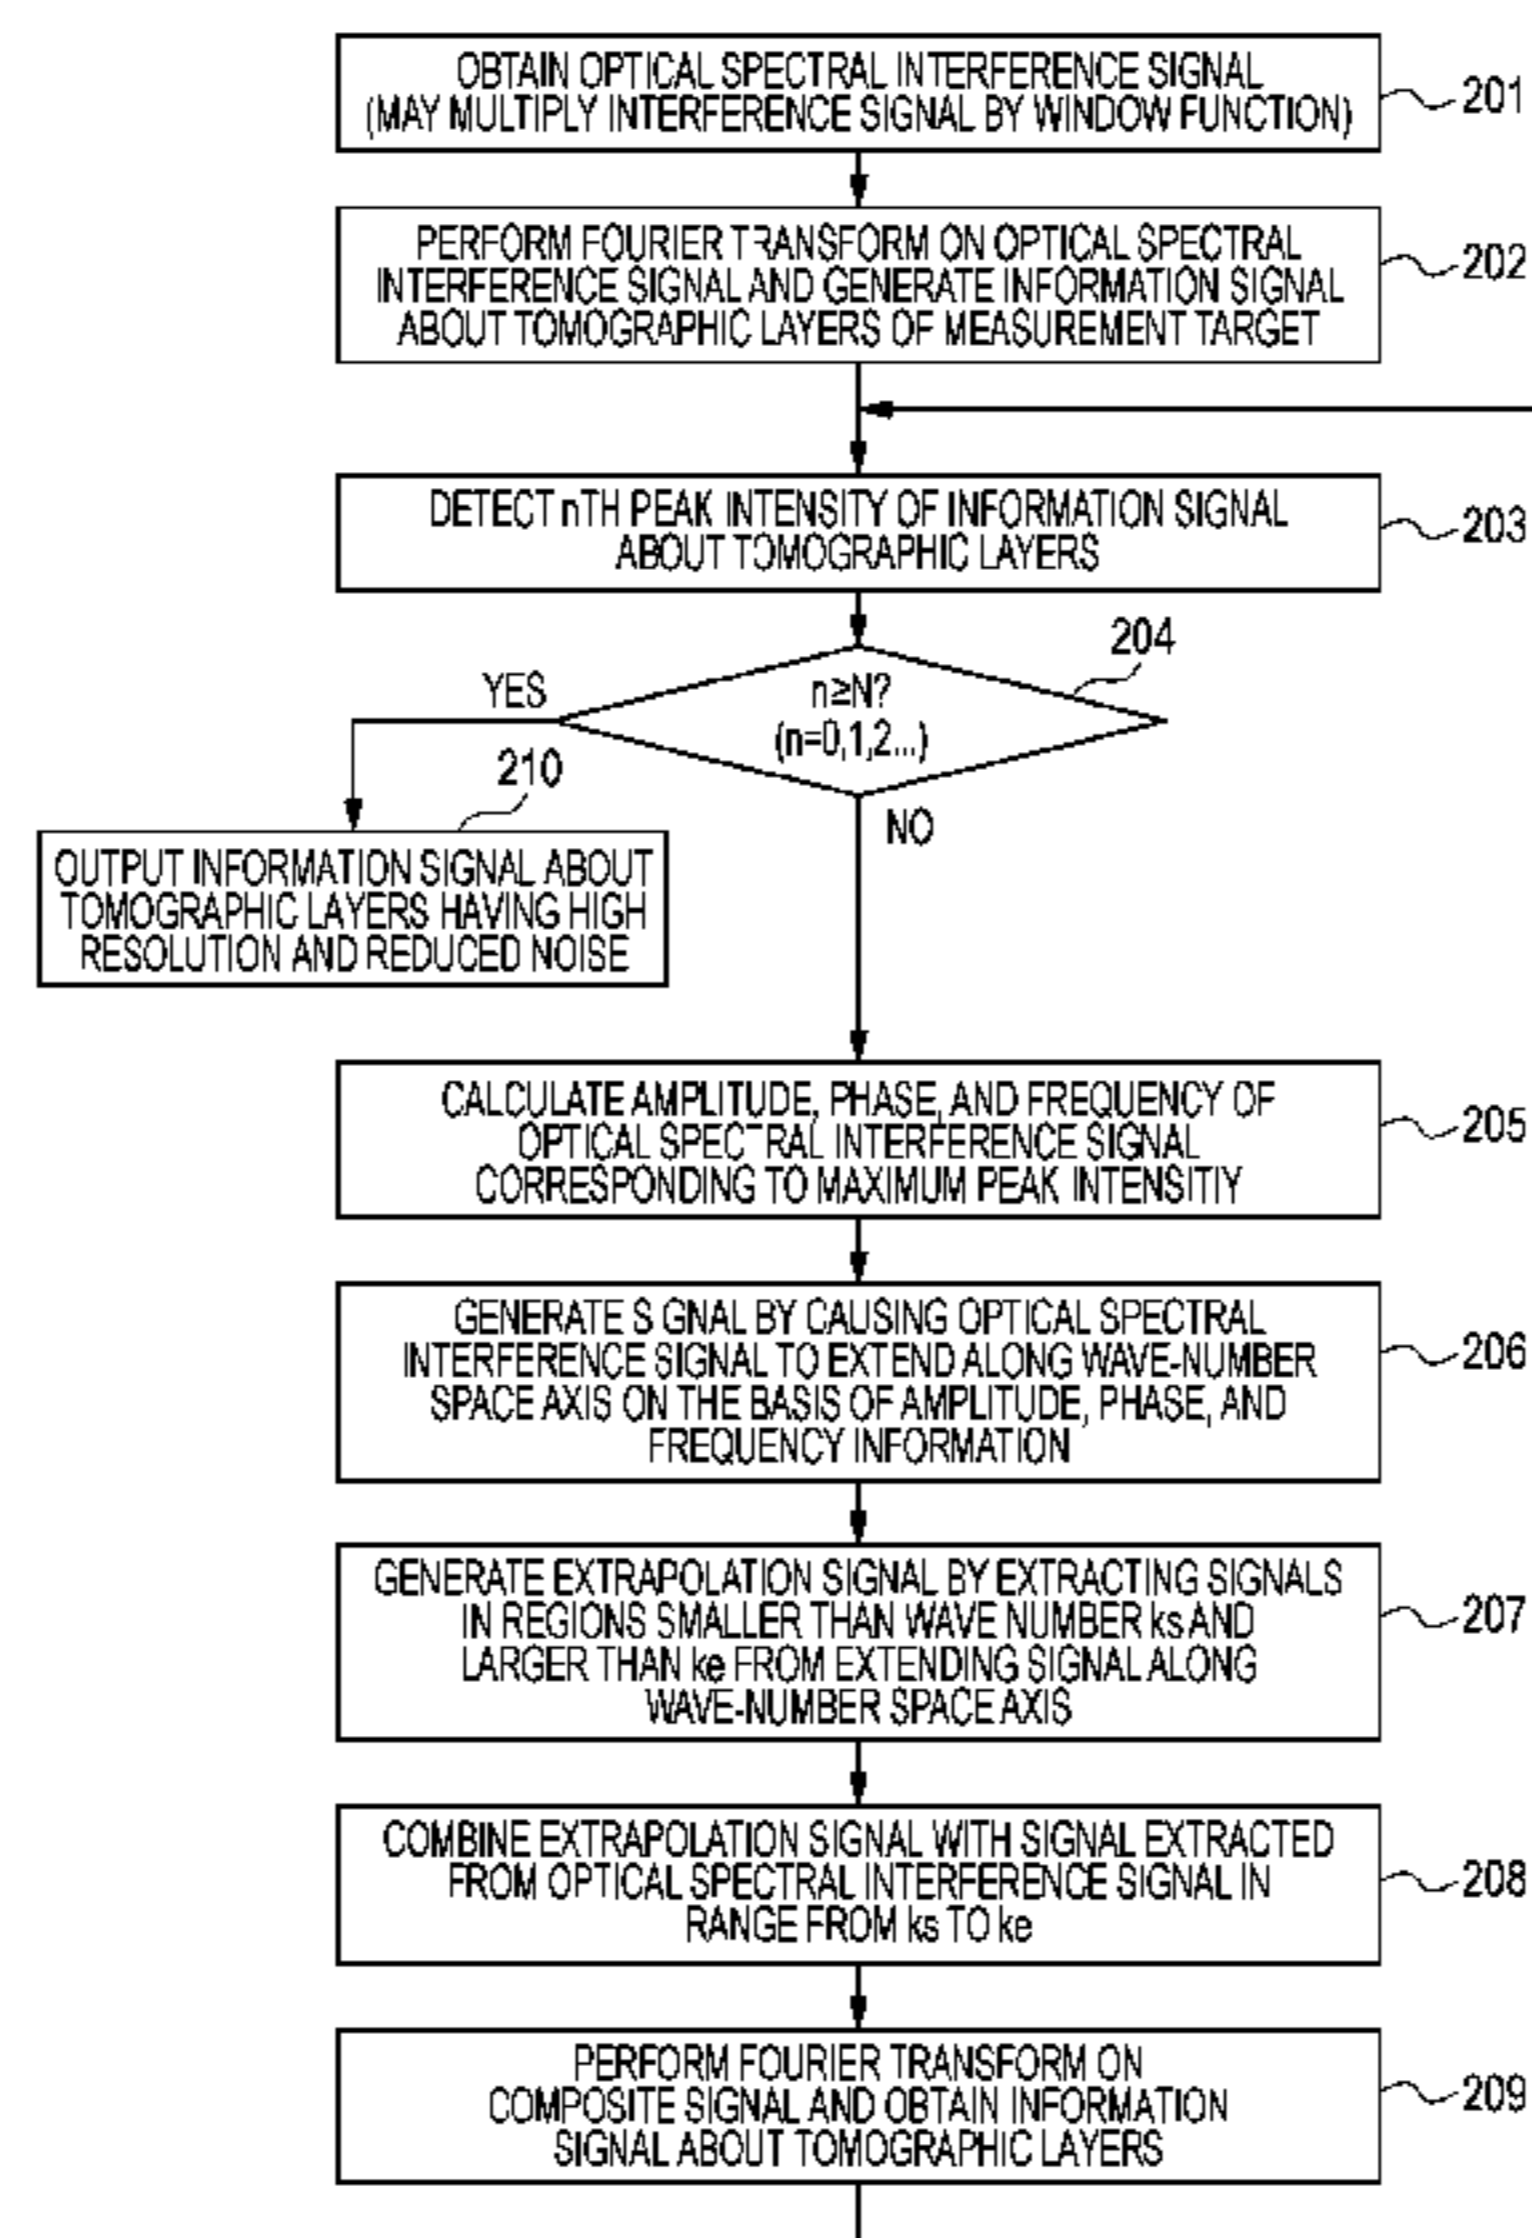 OBTAIN OPTICAL SPECTRAL INTERFERENCE SIGNAL
(MAY MULTIPLY INTERFERENCE SIGNAL BY WINDOW FUNCTION)
201
PERFORM FOURIER TRANSFORM ON OPTICAL SPECTRAL
INTERFERENCE SIGNAL AND GENERATE INFORMATION SIGNAL
ABOUT TOMOGRAPHIC LAYERS OF MEASUREMENT TARGET
202
DETECT nTH PEAK INTENSITY OF INFORMATION SIGNAL
ABOUT TOMOGRAPHIC LAYERS
203
204
n≥N?
(n=0,1,2...)
YES
NO
210
OUTPUT INFORMATION SIGNAL ABOUT
TOMOGRAPHIC LAYERS HAVING HIGH
RESOLUTION AND REDUCED NOISE
CALCULATE AMPLITUDE, PHASE, AND FREQUENCY OF
OPTICAL SPECTRAL INTERFERENCE SIGNAL
CORRESPONDING TO MAXIMUM PEAK INTENSITIY
205
GENERATE SIGNAL BY CAUSING OPTICAL SPECTRAL
INTERFERENCE SIGNAL TO EXTEND ALONG WAVE-NUMBER
SPACE AXIS ON THE BASIS OF AMPLITUDE, PHASE, AND
FREQUENCY INFORMATION
206
GENERATE EXTRAPOLATION SIGNAL BY EXTRACTING SIGNALS
IN REGIONS SMALLER THAN WAVE NUMBER ks AND
LARGER THAN ke FROM EXTENDING SIGNAL ALONG
WAVE-NUMBER SPACE AXIS
207
COMBINE EXTRAPOLATION SIGNAL WITH SIGNAL EXTRACTED
FROM OPTICAL SPECTRAL INTERFERENCE SIGNAL IN
RANGE FROM ks TO ke
208
PERFORM FOURIER TRANSFORM ON
COMPOSITE SIGNAL AND OBTAIN INFORMATION
SIGNAL ABOUT TOMOGRAPHIC LAYERS
209